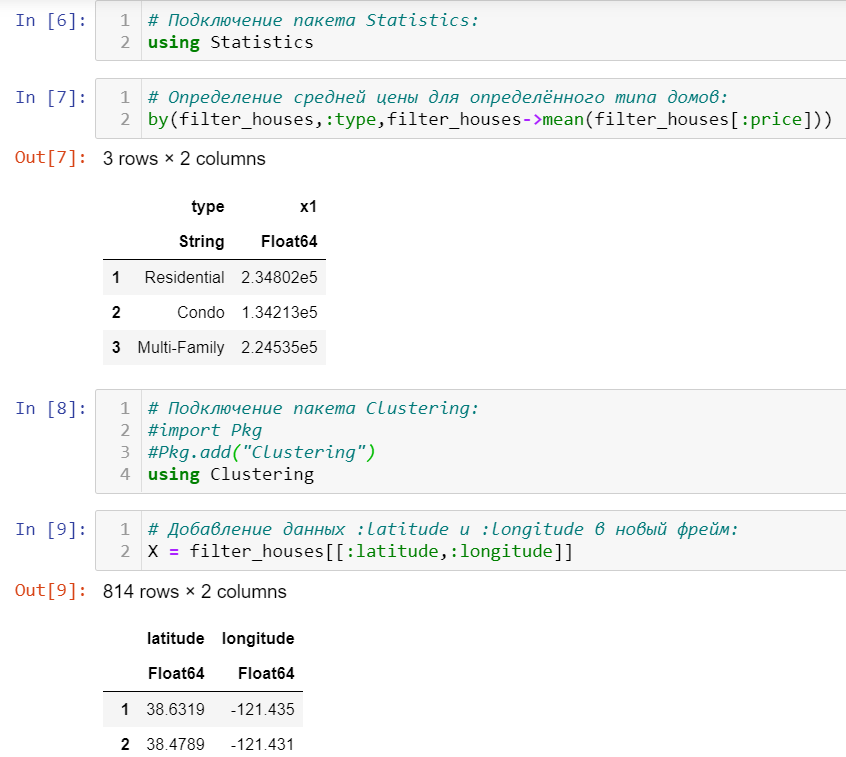 In [6]:
1 # Подключение пакета Statistics:
2 using Statistics
In [7]:
1 # Определение средней цены для определённого типа домов:
2 by(filter_houses,:type,filter_houses->mean(filter_houses[:price]))
Out[7]: 3 rows × 2 columns
type x1
String Float64
1 Residential 2.34802e5
2 Condo 1.34213e5
3 Multi-Family 2.24535e5
In [8]:
1 # Подключение пакета Clustering:
2 #import Pkg
3 #Pkg.add("Clustering")
4 using Clustering
In [9]:
1 # Добавление данных :latitude и :longitude в новый фрейм:
2 X = filter_houses[[:latitude,:longitude]]
Out[9]: 814 rows × 2 columns
latitude longitude
Float64 Float64
1 38.6319 -121.435
2 38.4789 -121.431